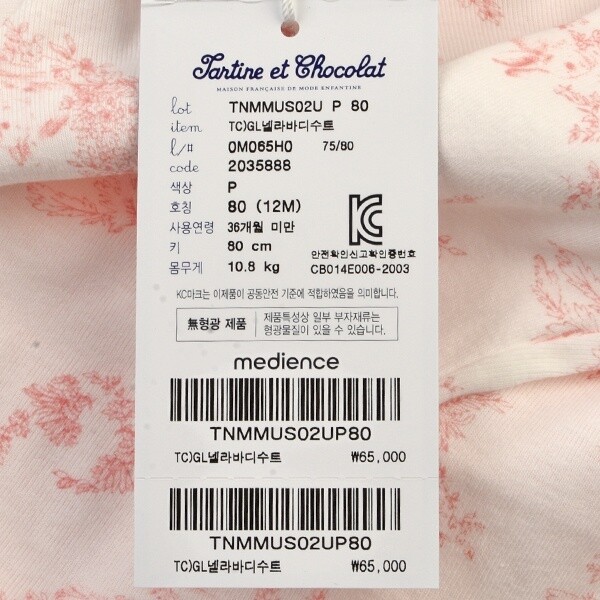 Tartine et Chocolat
MAISON FRANÇAISE DE MODE ENFANTINE
lot TNMMUS02U P 80
item TC)GL넬라바디수트
l/# 0M065H0 75/80
code 2035888
색상 P
호칭 80 (12M)
사용연령 36개월 미만
키 80 cm
몸무게 10.8 kg
안전확인신고확인증번호
CB014E006-2003
KC마크는 이제품이 공통안전 기준에 적합하였음을 의미합니다.
無형광 제품
제품특성상 일부 부자재류는
형광물질이 있을 수 있습니다.
medience
TNMMUS02UP80
TC)GL넬라바디수트 ₩65,000
TNMMUS02UP80
TC)GL넬라바디수트 ₩65,000